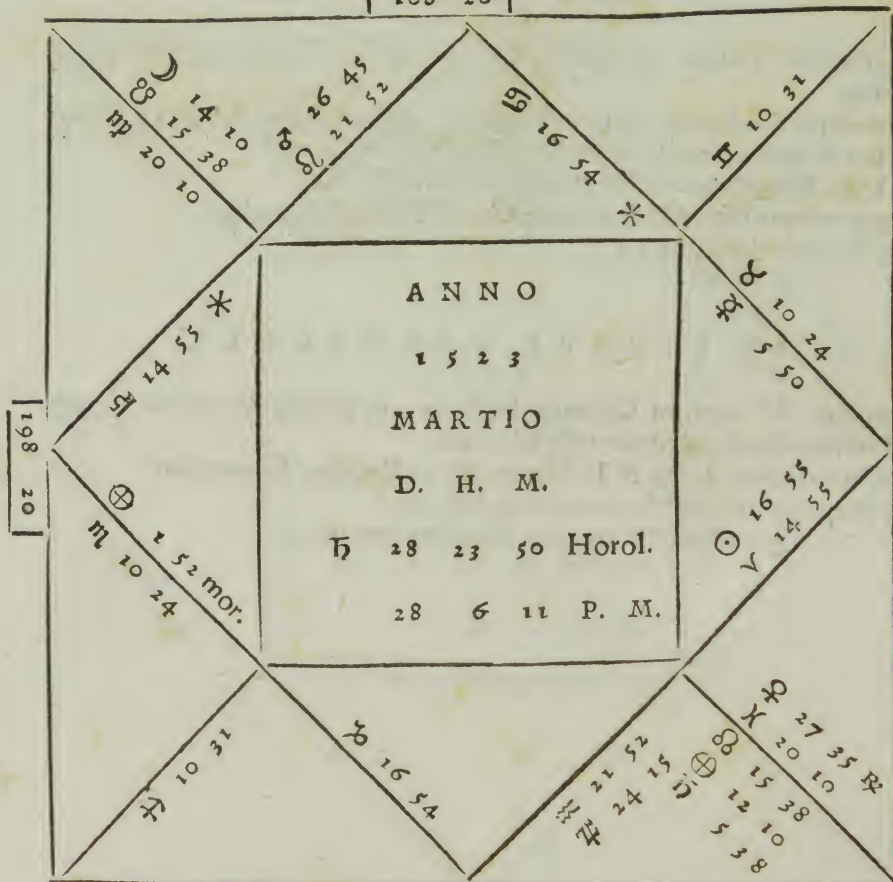 108 20
☽ 14 10
☋ 15 38
♍ 20 10
♂ 26 45
♌ 21 52
♋ 16 54
*
♊ 10 31
♉ 10 24
☿ 5 50
*
♎ 14 55
198 20
ANNO
1523
MARTIO
D. H. M.
♄ 28 23 50 Horol.
28 6 11 P. M.
☉ 16 55
♈ 14 55
⊕ 1 52 mor.
♏ 10 24
♐ 10 31
♑ 16 54
♒ 21 52
♃ 24 15
♀ 27 35 ℞
♓ 20 10
☊ 15 38
⊕ 12 10
♄ 5 38